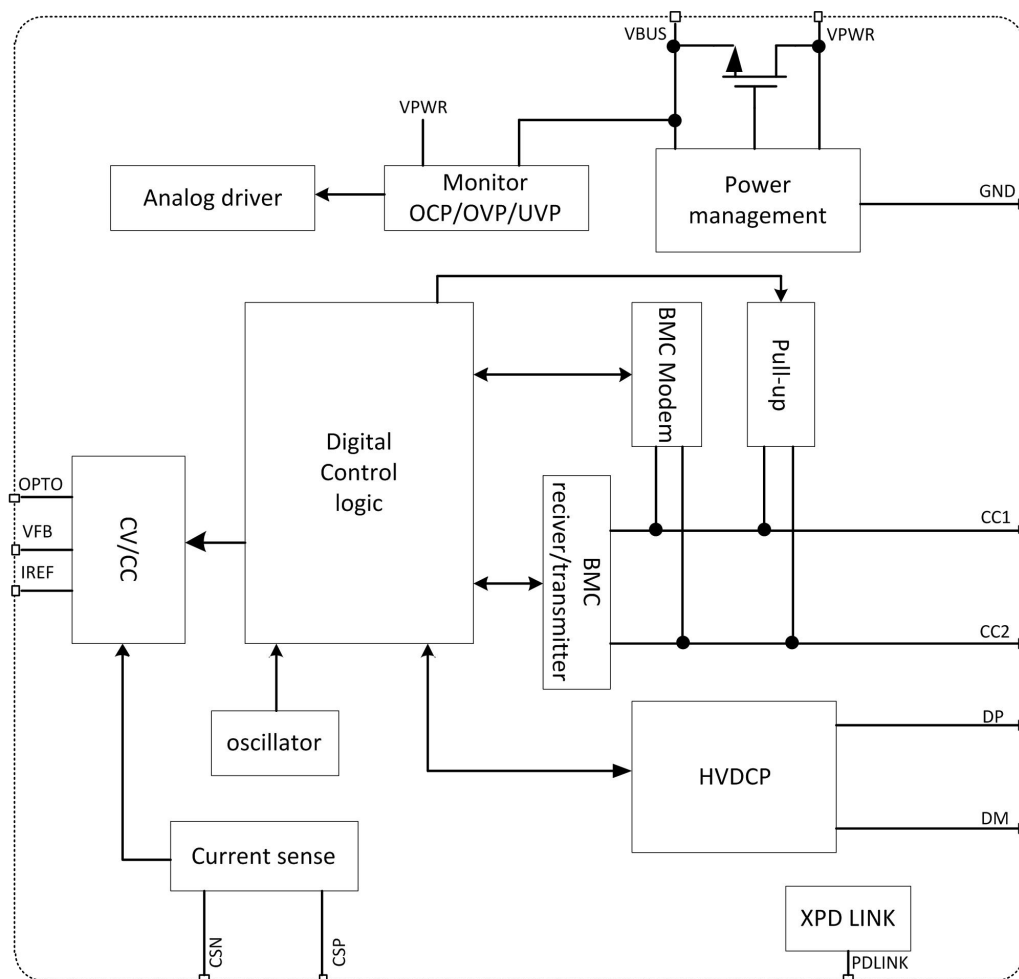 VBUS
VPWR
VPWR
Analog driver
Monitor
OCP/OVP/UVP
Power
management
GND
BMC Modem
Pull-up
Digital
Control
logic
OPTO
VFB
IREF
CV/CC
BMC
reciver/transmitter
CC1
CC2
oscillator
HVDCP
DP
DM
Current sense
CSN
CSP
XPD LINK
PDLINK